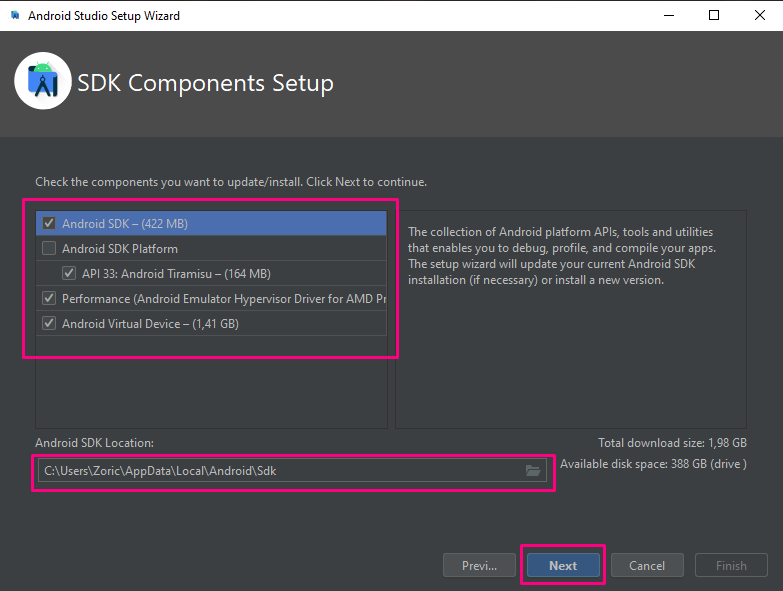 Android Studio Setup Wizard
SDK Components Setup
Check the components you want to update/install. Click Next to continue.
Android SDK – (422 MB)
Android SDK Platform
API 33: Android Tiramisu – (164 MB)
Performance (Android Emulator Hypervisor Driver for AMD Pr
Android Virtual Device – (1,41 GB)
The collection of Android platform APIs, tools and utilities
that enables you to debug, profile, and compile your apps.
The setup wizard will update your current Android SDK
installation (if necessary) or install a new version.
Android SDK Location:
Total download size: 1,98 GB
C:\Users\Zoric\AppData\Local\Android\Sdk
Available disk space: 388 GB (drive )
Previ...
Next
Cancel
Finish